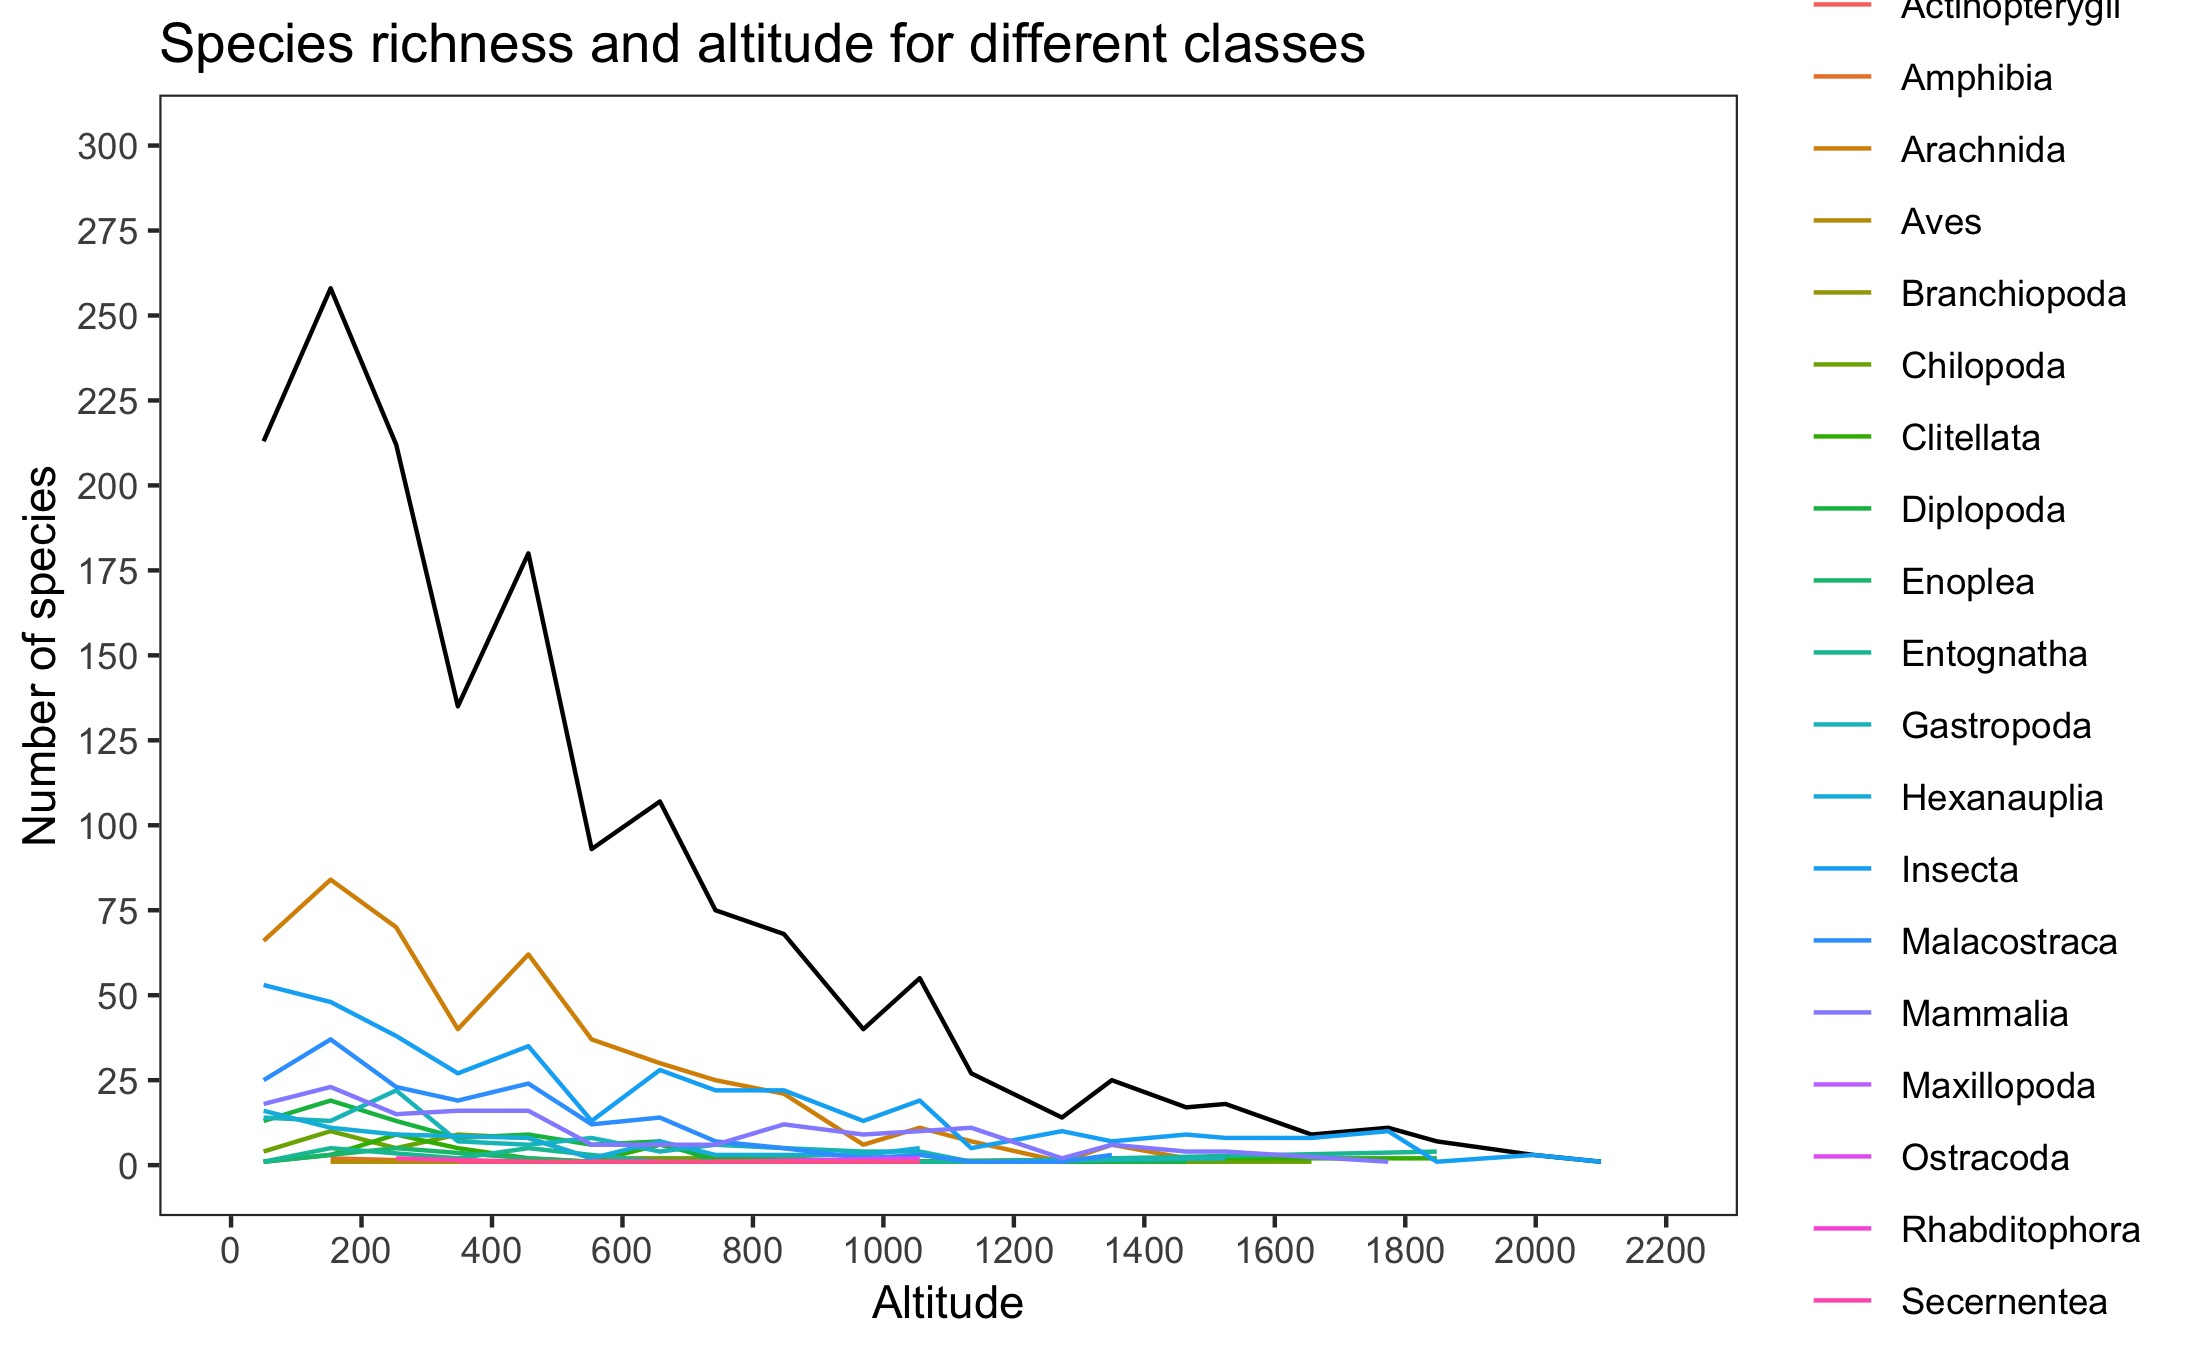 Species richness and altitude for different classes
Number of species
300
275
250
225
200
175
150
125
100
75
50
25
0
0 200 400 600 800 1000 1200 1400 1600 1800 2000 2200
Altitude
Actinopterygii
Amphibia
Arachnida
Aves
Branchiopoda
Chilopoda
Clitellata
Diplopoda
Enoplea
Entognatha
Gastropoda
Hexanauplia
Insecta
Malacostraca
Mammalia
Maxillopoda
Ostracoda
Rhabditophora
Secernentea